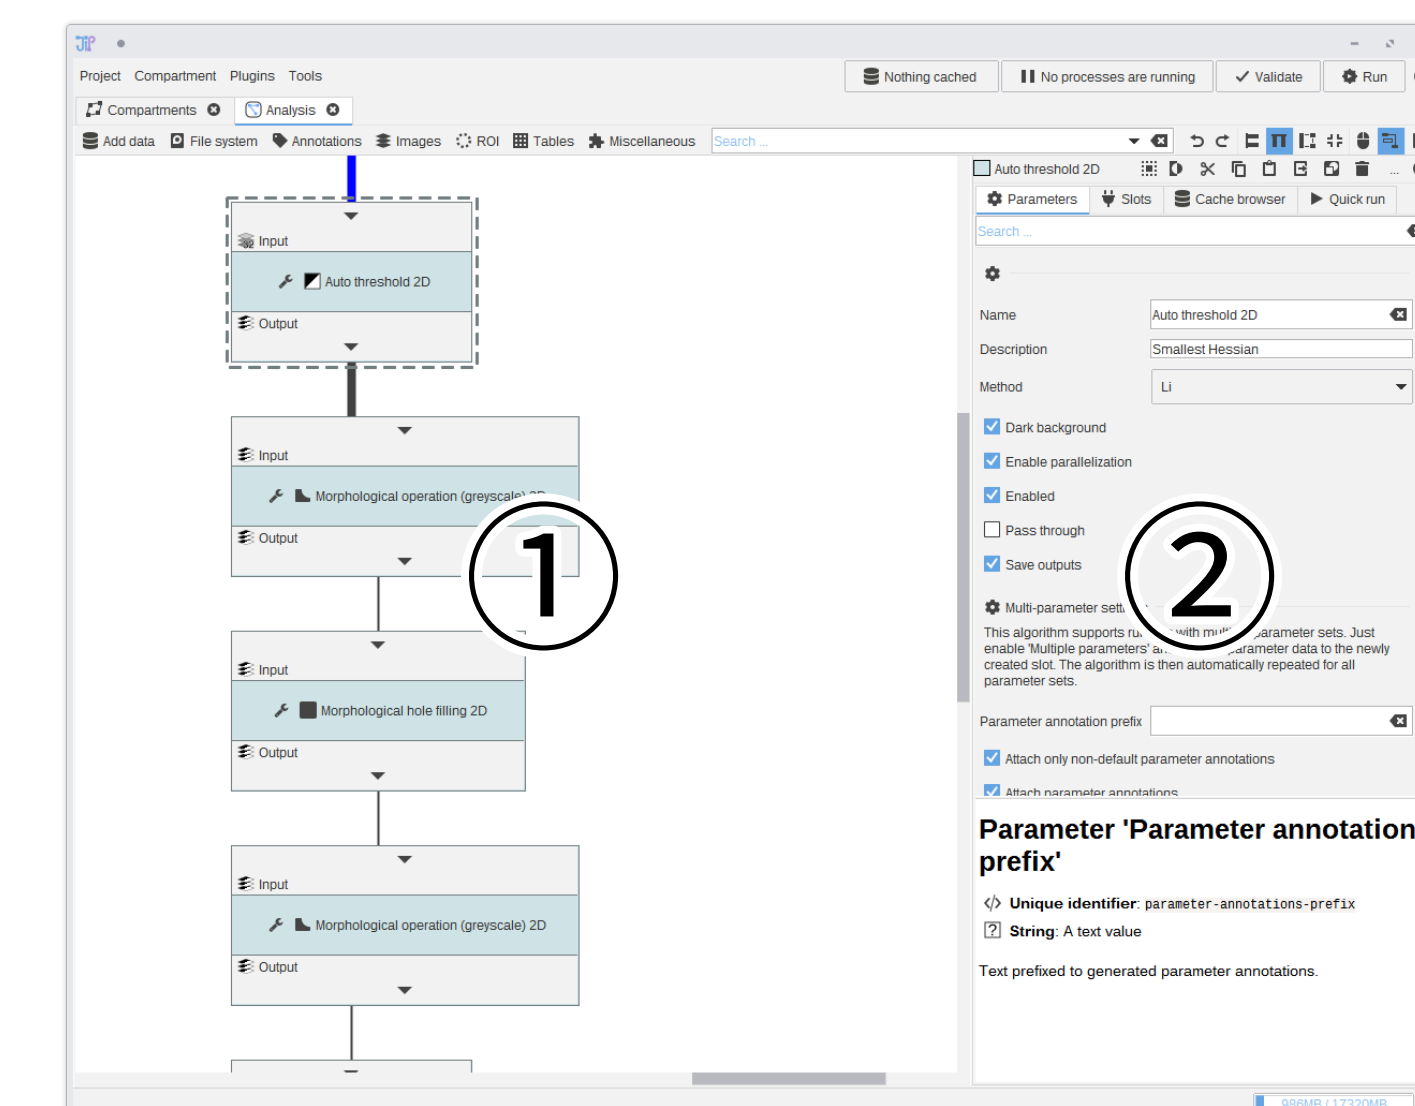 JIP
Project Compartment Plugins Tools
Nothing cached
No processes are running
Validate
Run
Compartments
Analysis
Add data File system Annotations Images ROI Tables Miscellaneous
Search ...
Auto threshold 2D
Parameters Slots Cache browser Quick run
Search ...
Input
Auto threshold 2D
Output
Input
Morphological operation (greyscale) 2D
Output
Input
Morphological hole filling 2D
Output
Input
Morphological operation (greyscale) 2D
Output
1
Name Auto threshold 2D
Description Smallest Hessian
Method Li
Dark background
Enable parallelization
Enabled
Pass through
Save outputs
2
Multi-parameter sett
This algorithm supports ru with mul parameter sets. Just
enable 'Multiple parameters' an parameter data to the newly
created slot. The algorithm is then automatically repeated for all
parameter sets.
Parameter annotation prefix
Attach only non-default parameter annotations
Attach parameter annotations
Parameter 'Parameter annotation
prefix'
Unique identifier: parameter-annotations-prefix
String: A text value
Text prefixed to generated parameter annotations.
986MB / 17320MB